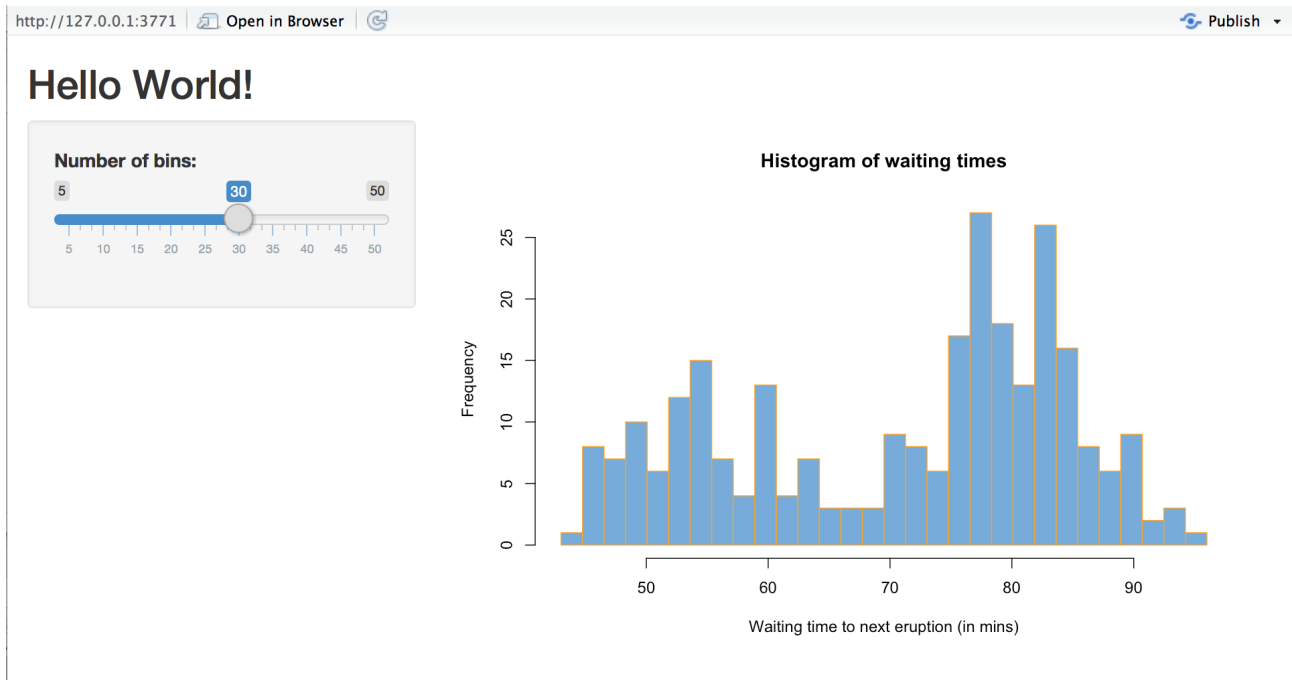 http://127.0.0.1:3771 Open in Browser Publish
Hello World!
Number of bins:
5 30 50
5 10 15 20 25 30 35 40 45 50
Histogram of waiting times
Frequency
25
20
15
10
5
0
50 60 70 80 90
Waiting time to next eruption (in mins)